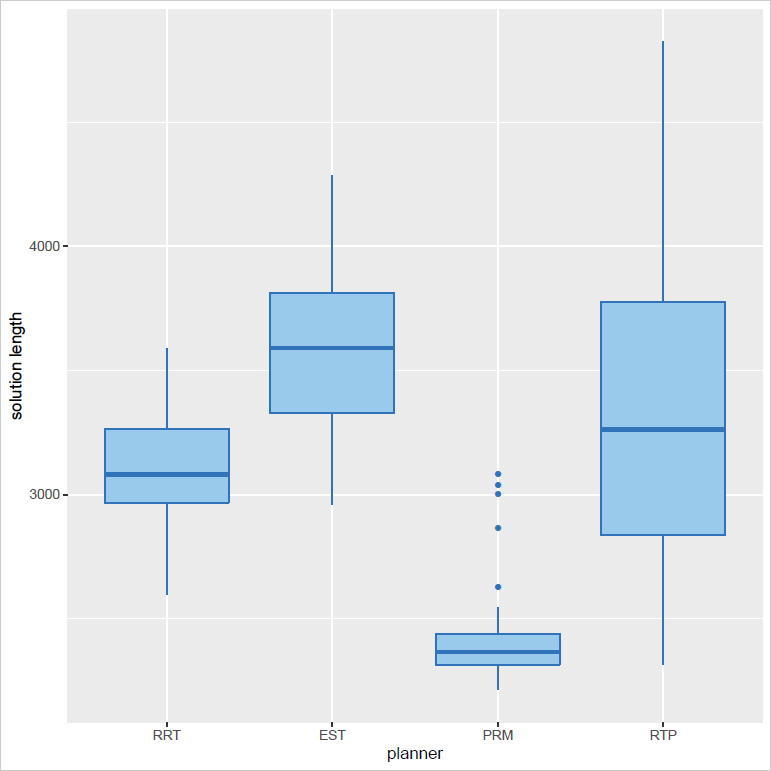 solution length
4000
3000
RRT EST PRM RTP
planner